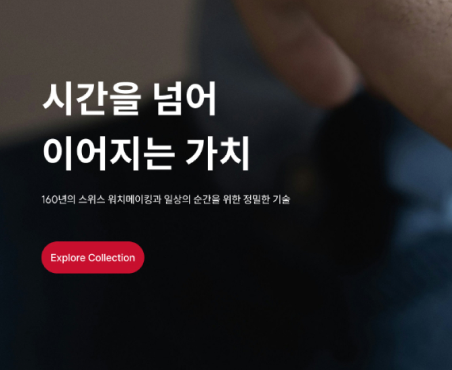 시간을 넘어
이어지는 가치
160년의 스위스 워치메이킹과 일상의 순간을 위한 정밀한 기술
Explore Collection